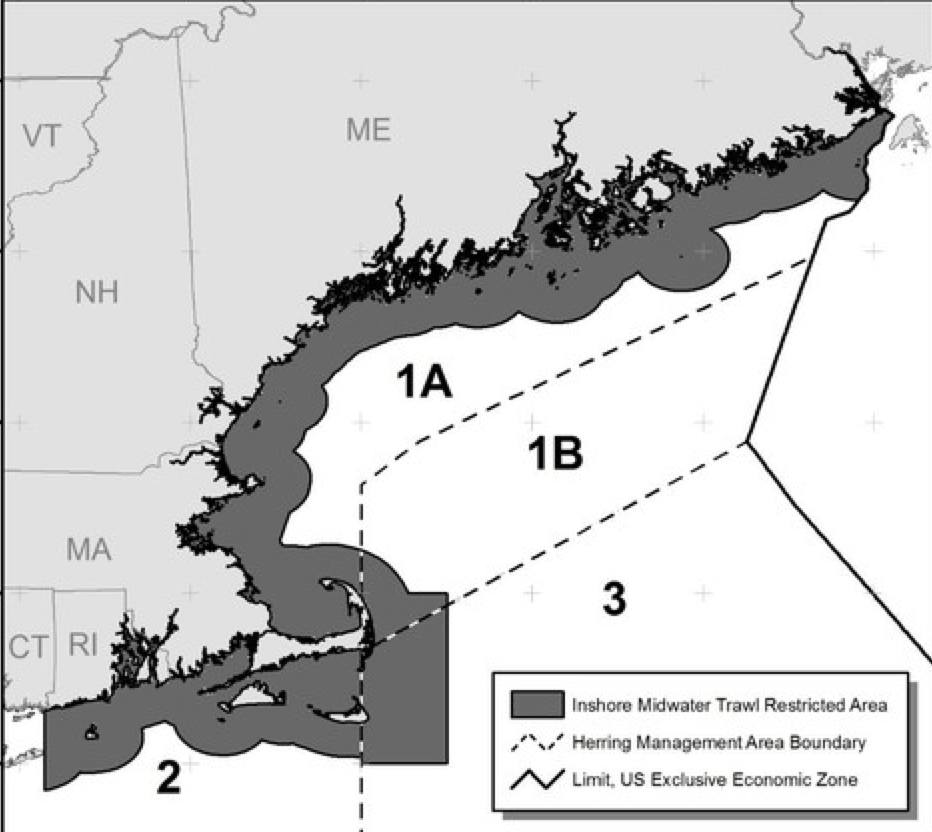 VT
ME
NH
1A
1B
MA
3
CT
RI
2
Inshore Midwater Trawl Restricted Area
Herring Management Area Boundary
Limit, US Exclusive Economic Zone